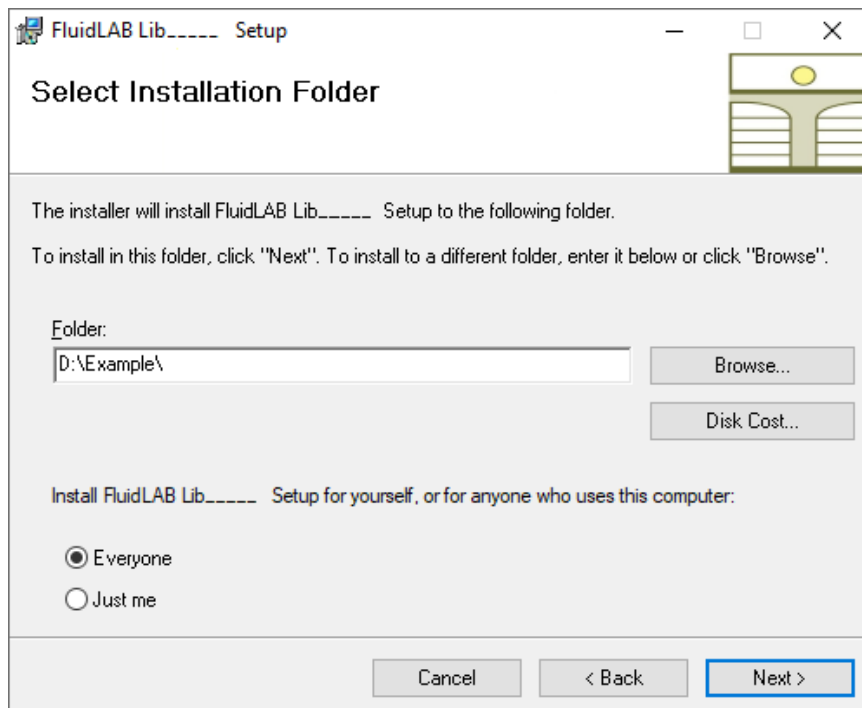 FluidLAB Lib_____ Setup
Select Installation Folder
The installer will install FluidLAB Lib_____ Setup to the following folder.
To install in this folder, click "Next". To install to a different folder, enter it below or click "Browse".
Folder:
D:\Example\
Browse...
Disk Cost...
Install FluidLAB Lib_____ Setup for yourself, or for anyone who uses this computer:
Everyone
Just me
Cancel
< Back
Next >